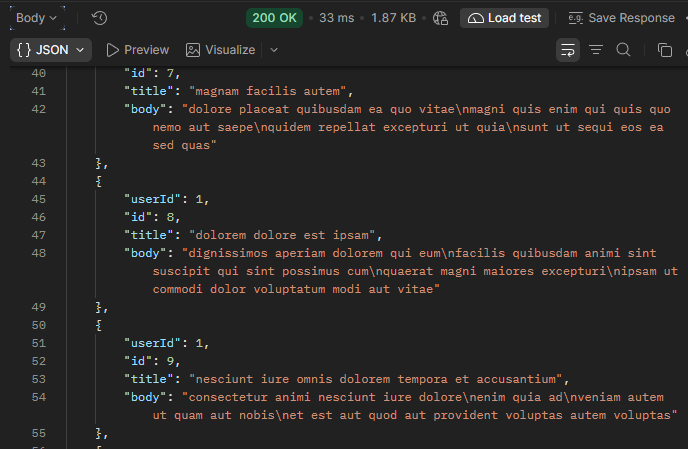 Body 200 OK • 33 ms • 1.87 KB • Load test e.g. Save Response
{} JSON Preview Visualize
40 "id": 7,
41 "title": "magnam facilis autem",
42 "body": "dolore placeat quibusdam ea quo vitae\nmagni quis enim qui quis quo
nemo aut saepe\nquidem repellat excepturi ut quia\nsunt ut sequi eos ea
sed quas"
43 },
44 {
45 "userId": 1,
46 "id": 8,
47 "title": "dolorem dolore est ipsam",
48 "body": "dignissimos aperiam dolorem qui eum\nfacilis quibusdam animi sint
suscipit qui sint possimus cum\nquaerat magni maiores excepturi\nipsam ut
commodi dolor voluptatum modi aut vitae"
49 },
50 {
51 "userId": 1,
52 "id": 9,
53 "title": "nesciunt iure omnis dolorem tempora et accusantium",
54 "body": "consectetur animi nesciunt iure dolore\nenim quia ad\nveniam autem
ut quam aut nobis\net est aut quod aut provident voluptas autem voluptas"
55 },